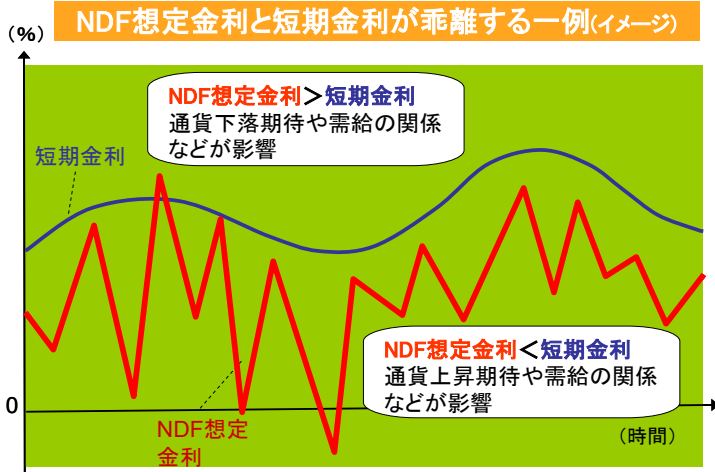 NDF想定金利と短期金利が乖離する一例(イメージ)
(%)
NDF想定金利＞短期金利
通貨下落期待や需給の関係
などが影響
短期金利
NDF想定金利＜短期金利
通貨上昇期待や需給の関係
などが影響
0
NDF想定
金利
(時間)